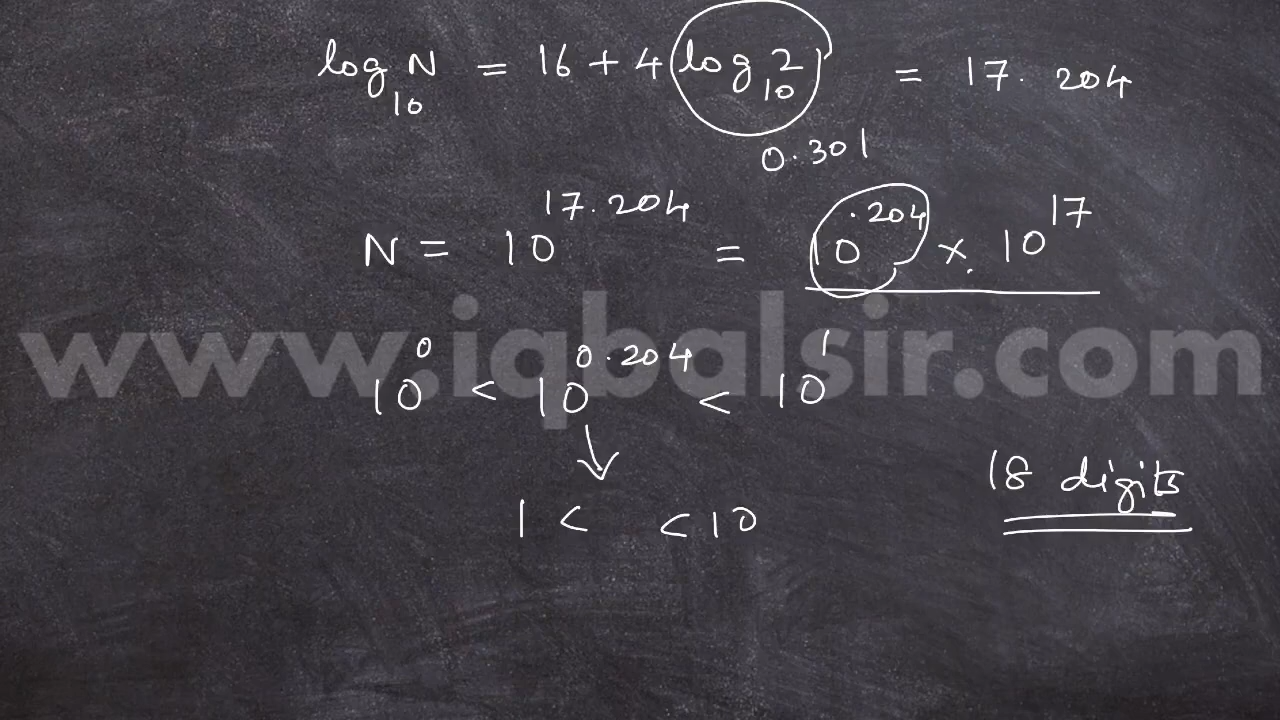 log₁₀ N = 16 + 4 log₁₀ 2 = 17.204
0.301
N = 10^17.204 = 10^.204 × 10^17
www.iqbalsir.com
10^0 < 10^0.204 < 10^1
↓
1 < < 10
18 digits